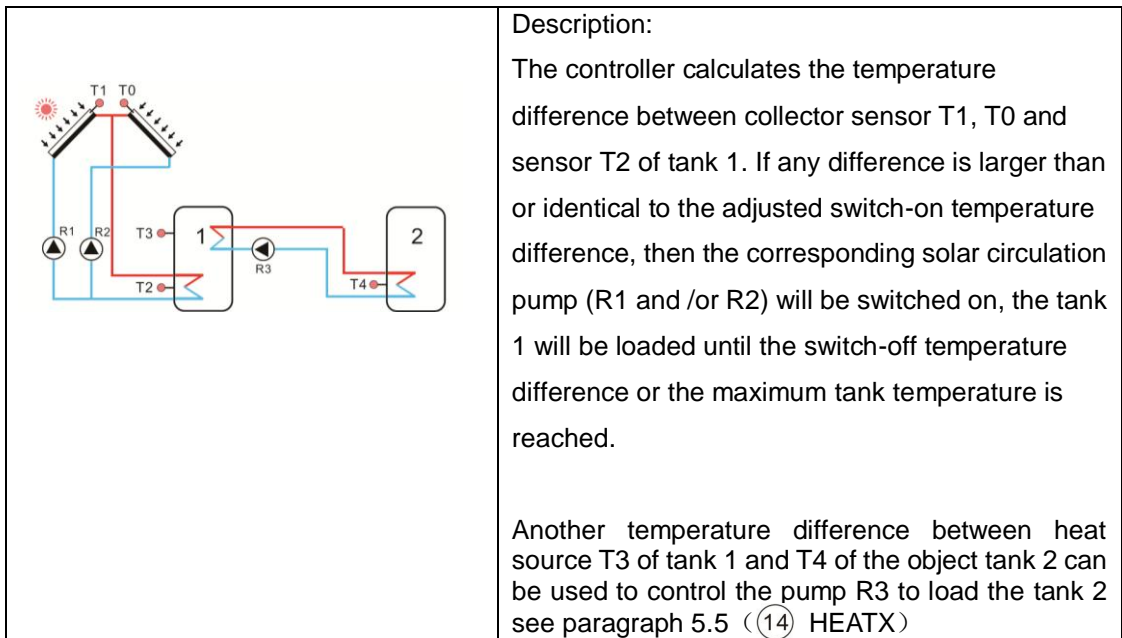 T1 T0
R1
R2
T3
1
2
R3
T2
T4
Description:
The controller calculates the temperature
difference between collector sensor T1, T0 and
sensor T2 of tank 1. If any difference is larger than
or identical to the adjusted switch-on temperature
difference, then the corresponding solar circulation
pump (R1 and /or R2) will be switched on, the tank
1 will be loaded until the switch-off temperature
difference or the maximum tank temperature is
reached.
Another temperature difference between heat
source T3 of tank 1 and T4 of the object tank 2 can
be used to control the pump R3 to load the tank 2
see paragraph 5.5（⑭ HEATX）